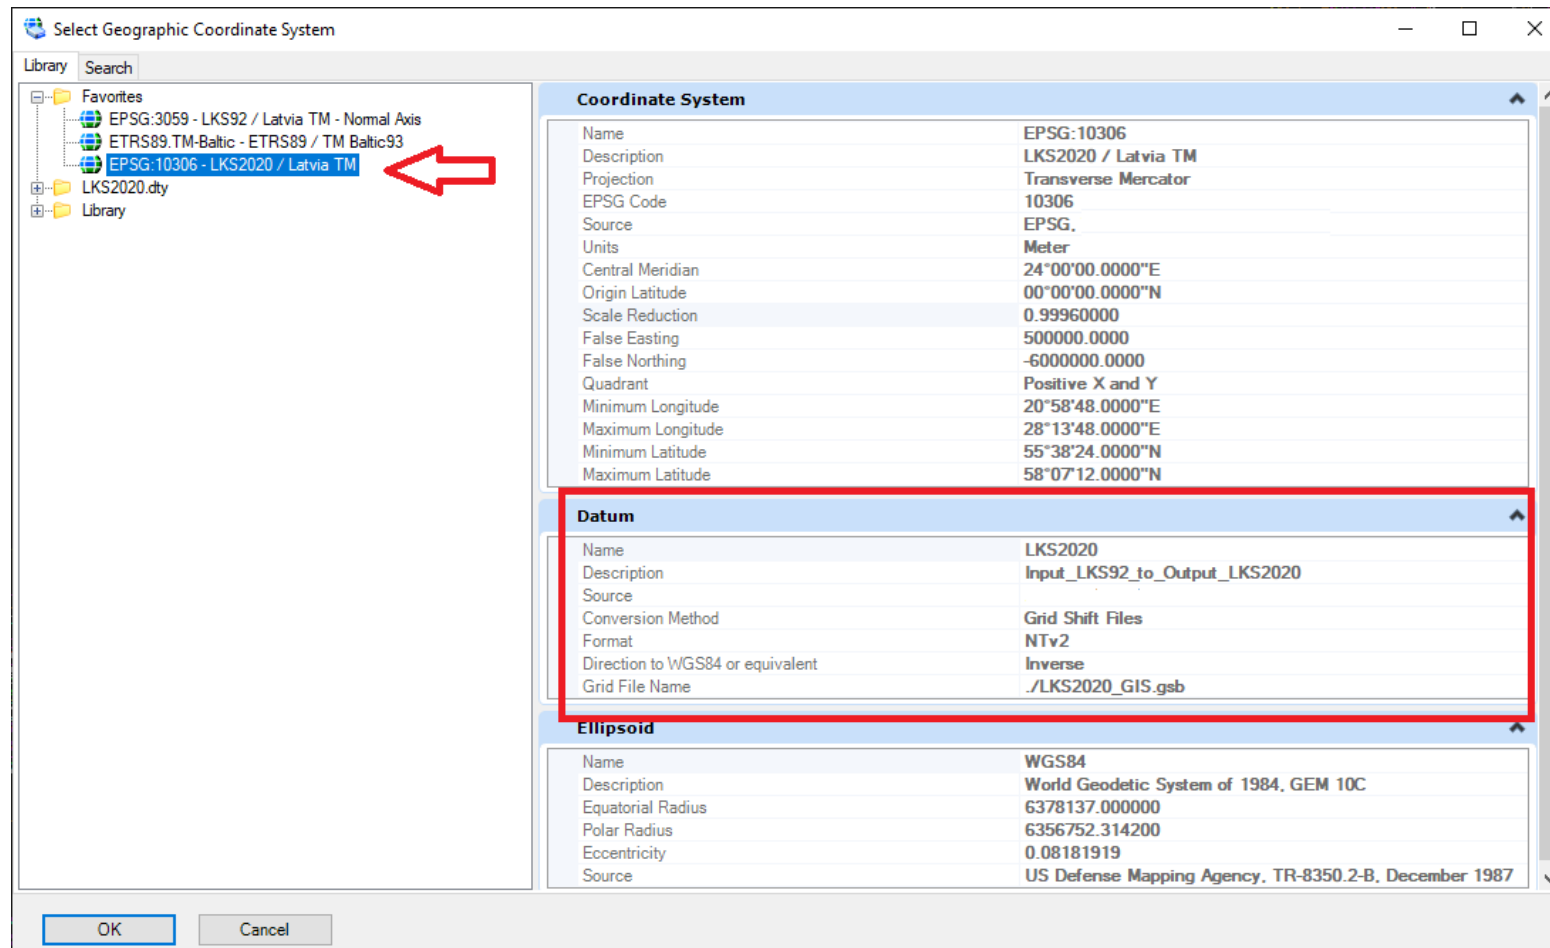 Select Geographic Coordinate System
Library Search
Favorites
EPSG:3059 - LKS92 / Latvia TM - Normal Axis
ETRS89.TM-Baltic - ETRS89 / TM Baltic93
EPSG:10306 - LKS2020 / Latvia TM
LKS2020.dty
Library
Coordinate System
Name EPSG:10306
Description LKS2020 / Latvia TM
Projection Transverse Mercator
EPSG Code 10306
Source EPSG,
Units Meter
Central Meridian 24°00'00.0000"E
Origin Latitude 00°00'00.0000"N
Scale Reduction 0.99960000
False Easting 500000.0000
False Northing -6000000.0000
Quadrant Positive X and Y
Minimum Longitude 20°58'48.0000"E
Maximum Longitude 28°13'48.0000"E
Minimum Latitude 55°38'24.0000"N
Maximum Latitude 58°07'12.0000"N
Datum
Name LKS2020
Description Input_LKS92_to_Output_LKS2020
Source
Conversion Method Grid Shift Files
Format NTv2
Direction to WGS84 or equivalent Inverse
Grid File Name ./LKS2020_GIS.gsb
Ellipsoid
Name WGS84
Description World Geodetic System of 1984, GEM 10C
Equatorial Radius 6378137.000000
Polar Radius 6356752.314200
Eccentricity 0.08181919
Source US Defense Mapping Agency, TR-8350.2-B, December 1987
OK Cancel